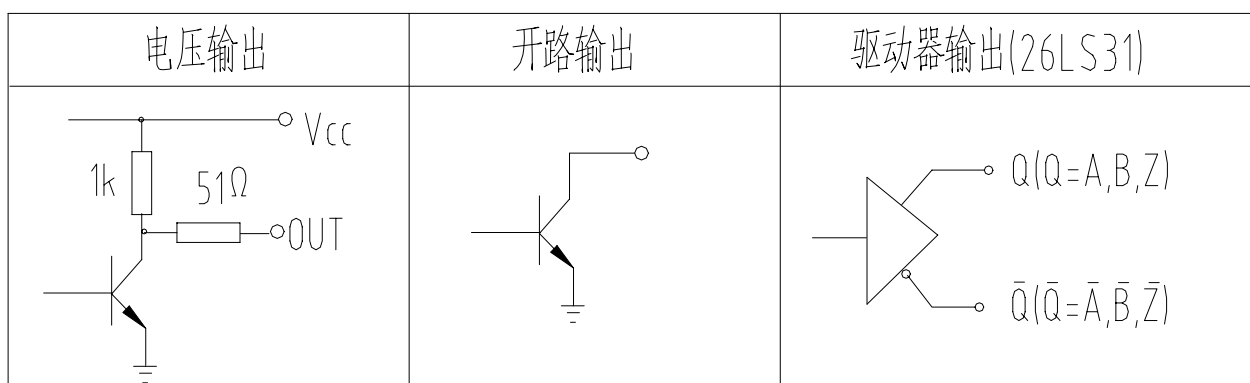 电压输出
开路输出
驱动器输出(26LS31)
Vcc
1k
51Ω
OUT
Q(Q=A,B,Z)
Q̄(Q̄=Ā,B̄,Z̄)